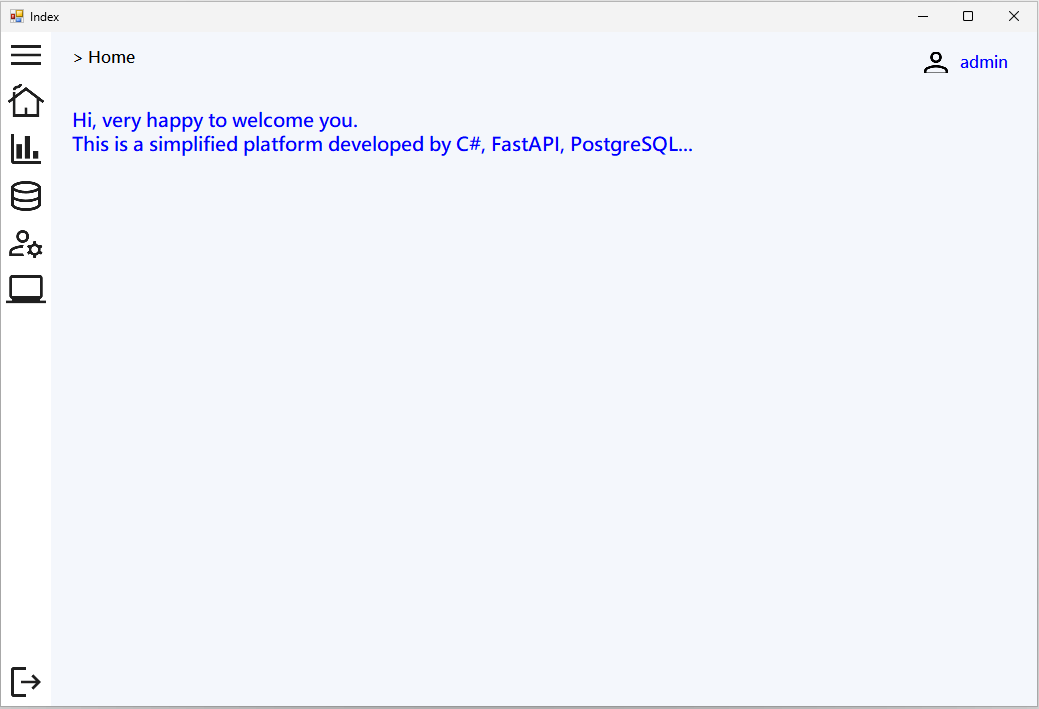 Index
> Home
admin
Hi, very happy to welcome you.
This is a simplified platform developed by C#, FastAPI, PostgreSQL...